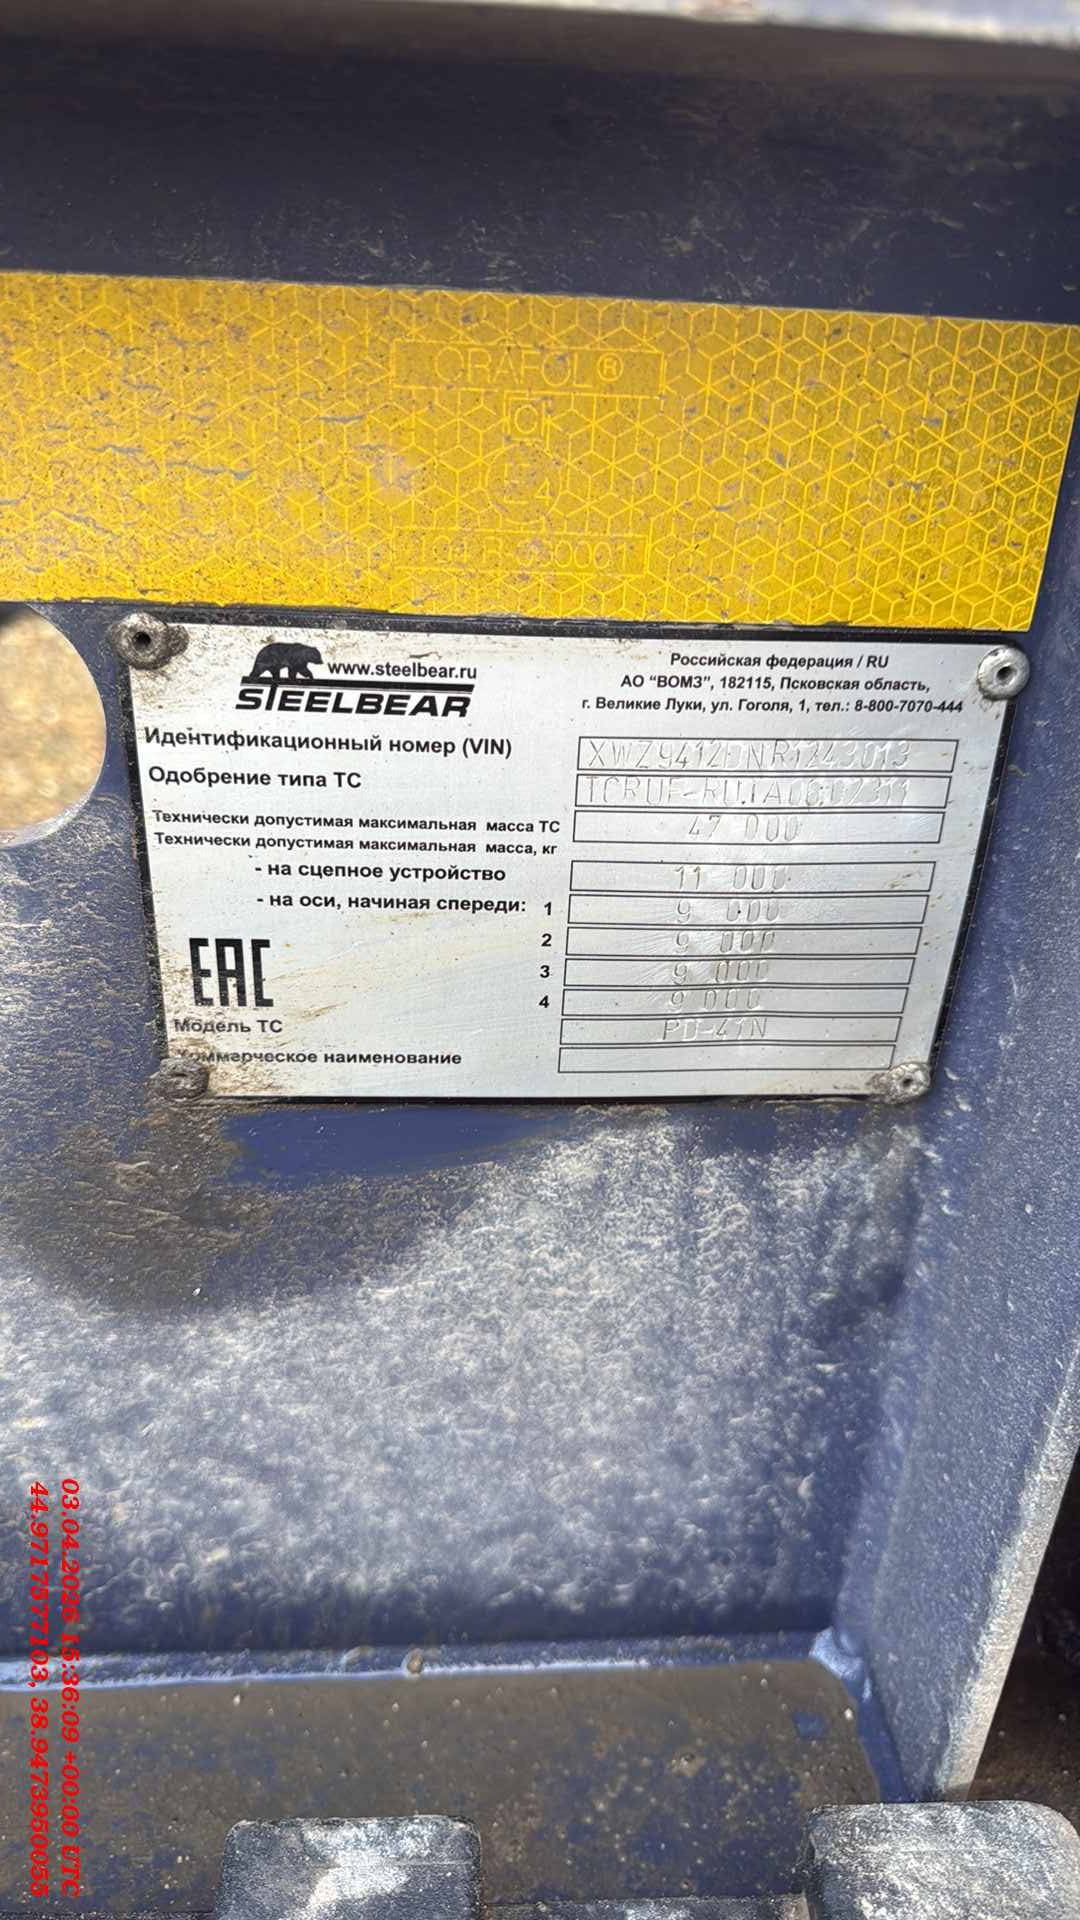 ORAFOL®
C
www.steelbear.ru
STEELBEAR
Российская федерация / RU
АО "ВОМЗ", 182115, Псковская область,
г. Великие Луки, ул. Гоголя, 1, тел.: 8-800-7070-444
Идентификационный номер (VIN)
XWZ9412DNR1243013
Одобрение типа ТС
Технически допустимая максимальная масса ТС
47 000
Технически допустимая максимальная масса, кг
- на сцепное устройство
11 000
- на оси, начиная спереди: 1
9 000
2
9 000
3
9 000
4
9 000
EAC
Модель ТС
PD-41N
Коммерческое наименование
03.04.2026 15:36:09 +00:00 UTC
44.9717577103, 38.9473950055